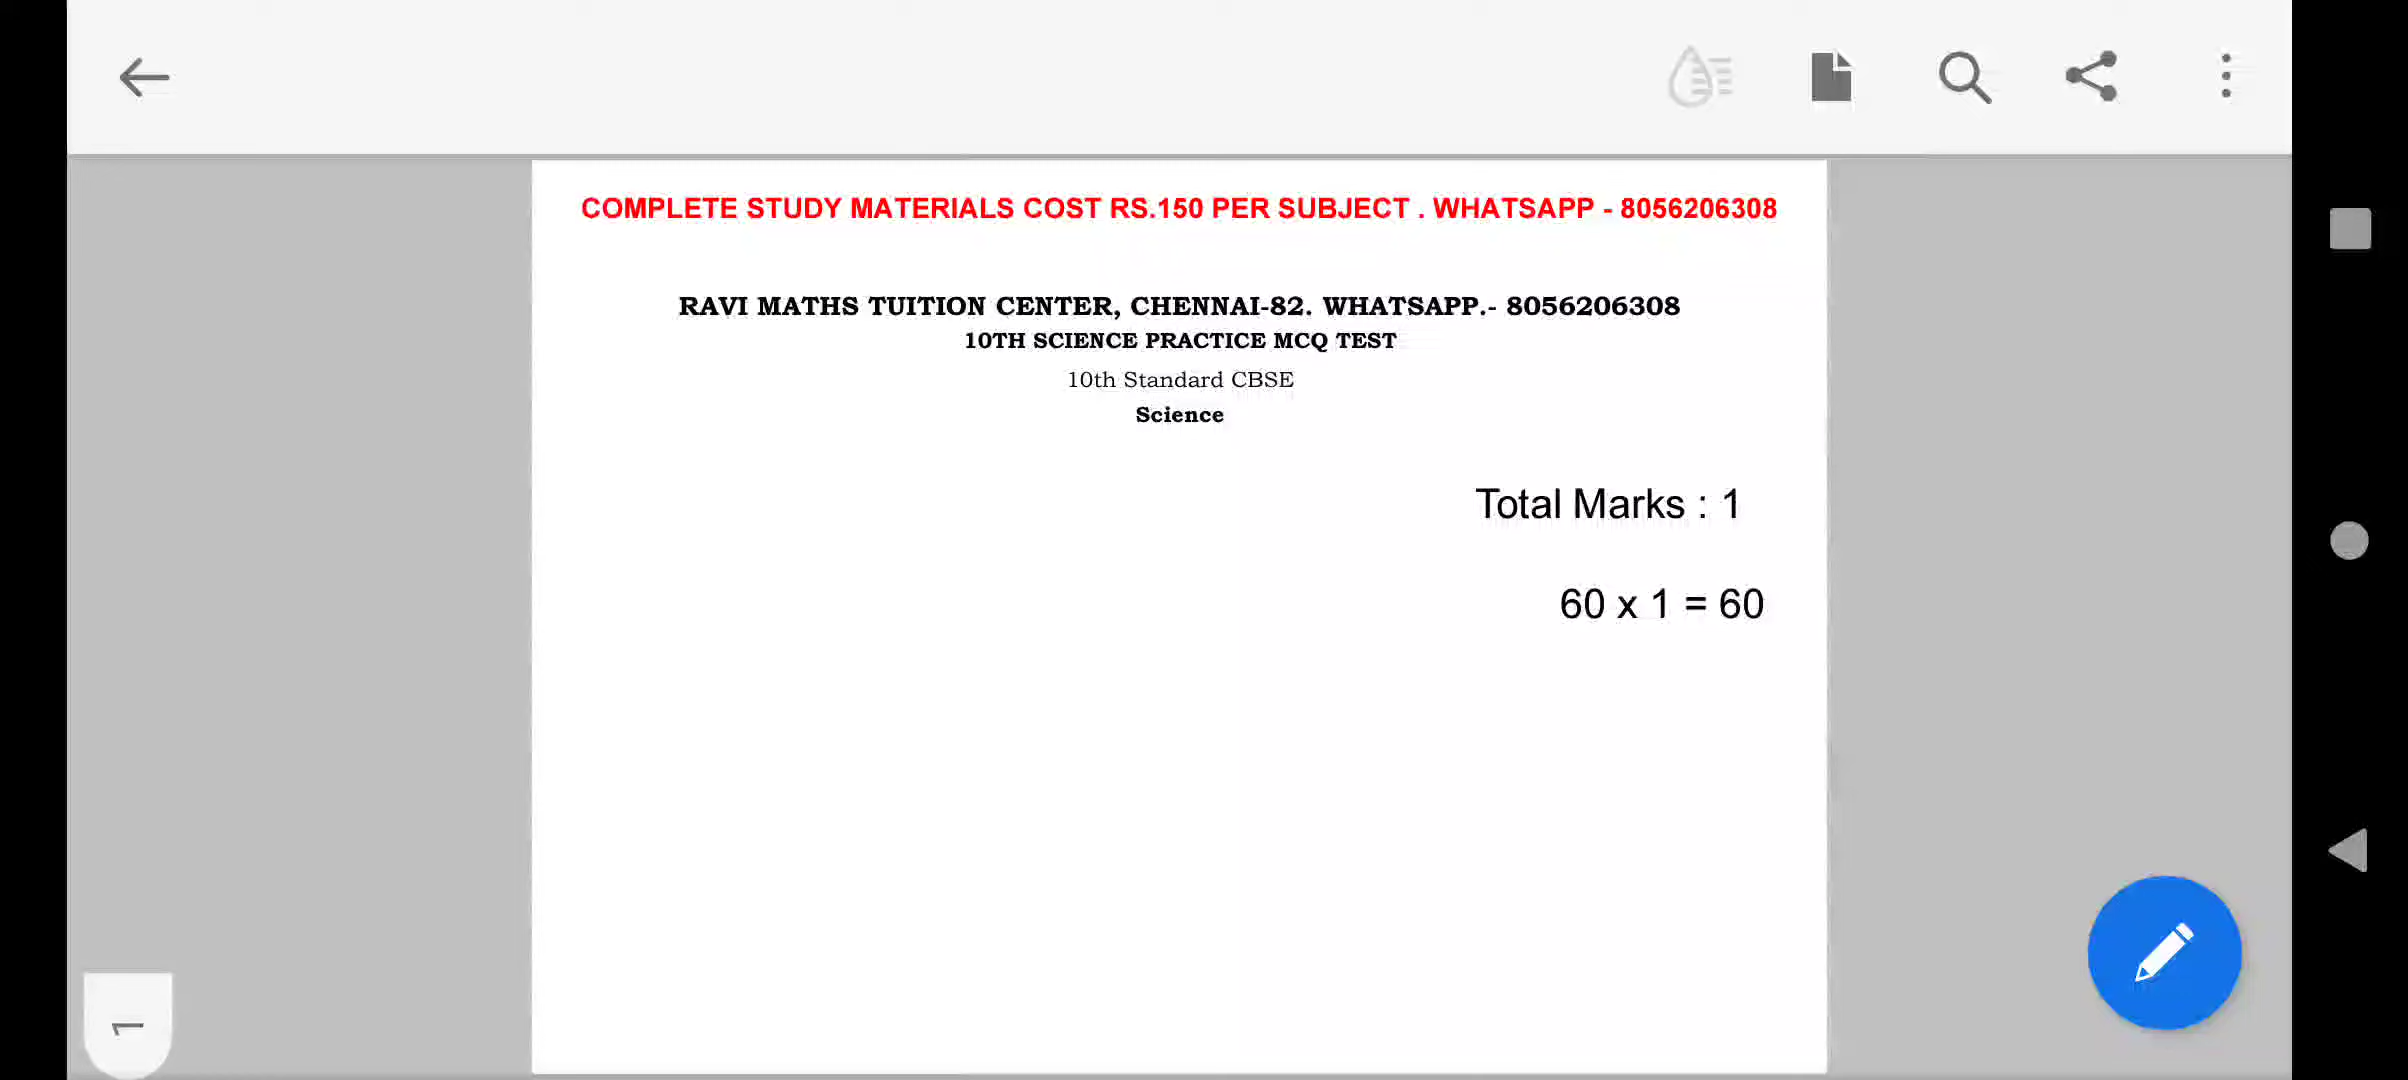 COMPLETE STUDY MATERIALS COST RS.150 PER SUBJECT . WHATSAPP - 8056206308
RAVI MATHS TUITION CENTER, CHENNAI-82. WHATSAPP.- 8056206308
10TH SCIENCE PRACTICE MCQ TEST
10th Standard CBSE
Science
Total Marks : 1
60 x 1 = 60
1